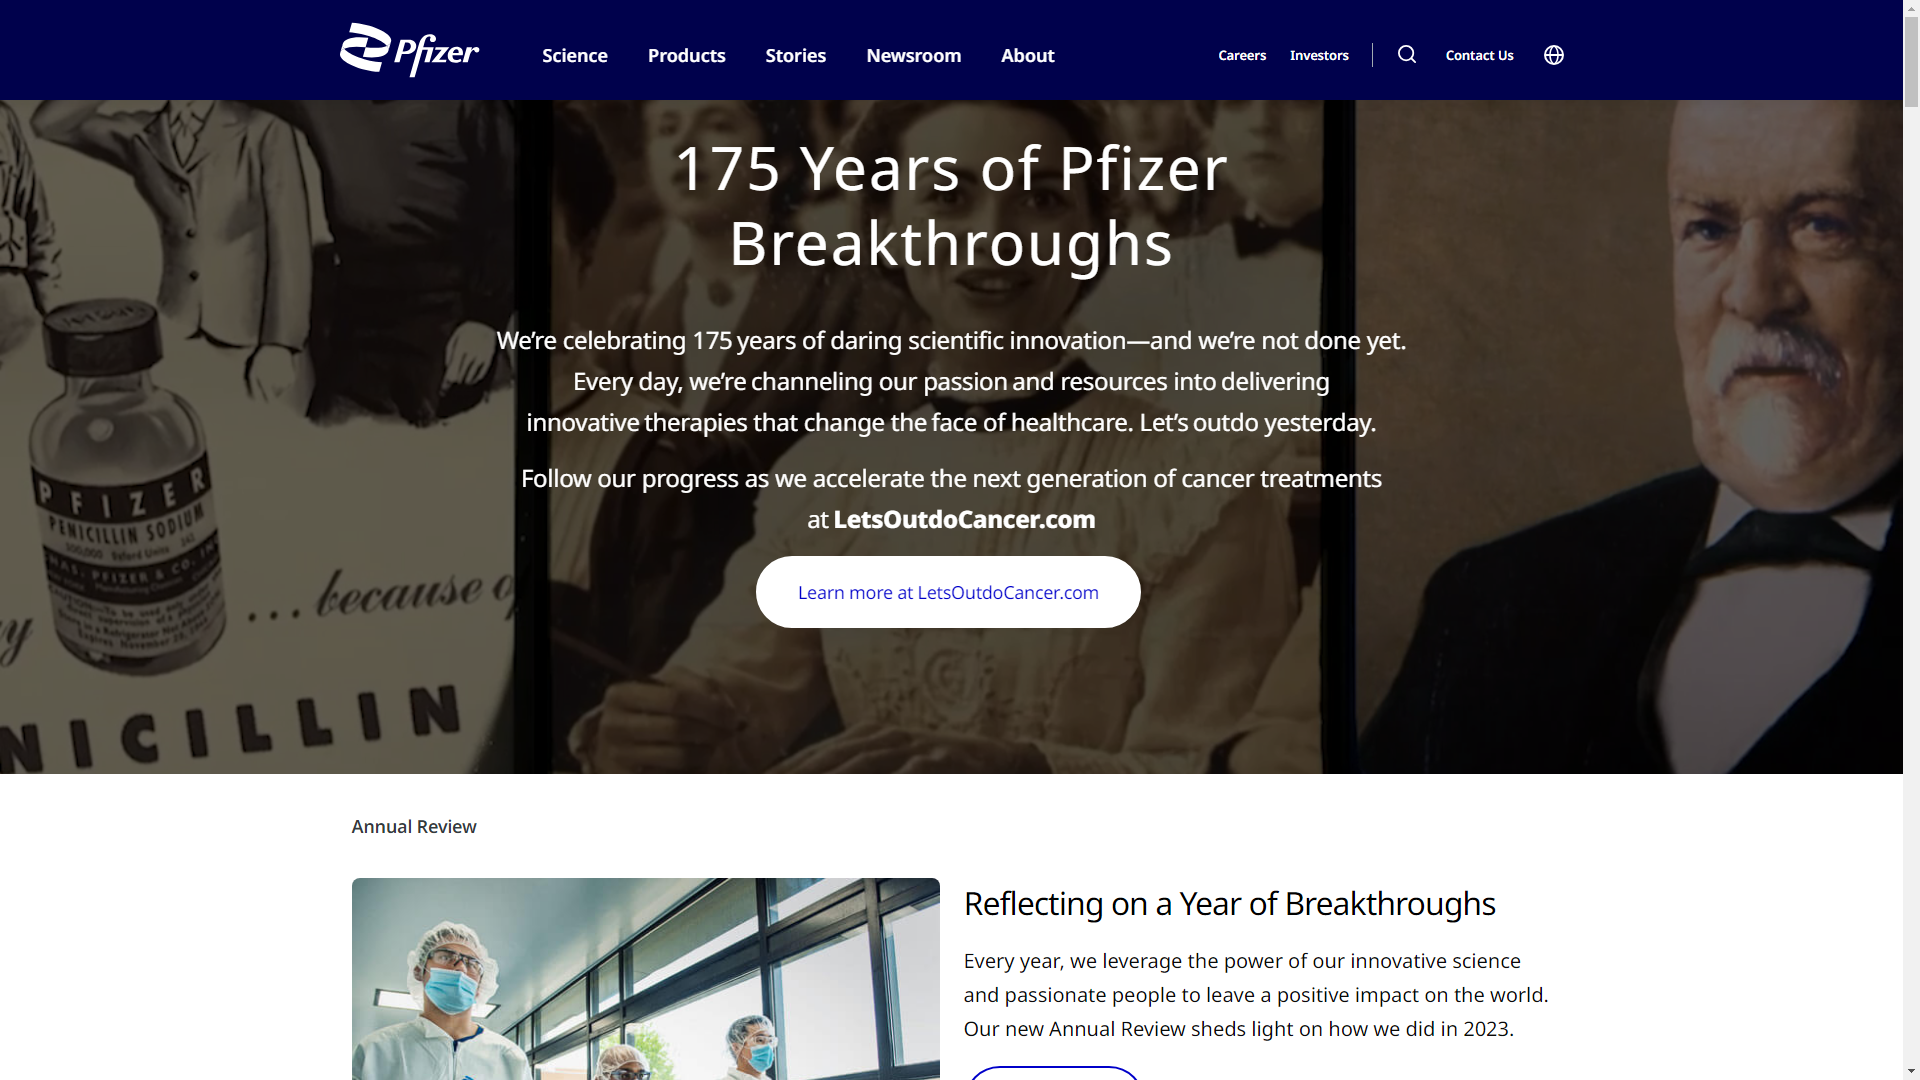 Pfizer
Science
Products
Stories
Newsroom
About
Careers
Investors
Contact Us
175 Years of Pfizer
Breakthroughs
We’re celebrating 175 years of daring scientific innovation—and we’re not done yet.
Every day, we’re channeling our passion and resources into delivering
innovative therapies that change the face of healthcare. Let’s outdo yesterday.
Follow our progress as we accelerate the next generation of cancer treatments
at LetsOutdoCancer.com
Learn more at LetsOutdoCancer.com
PFIZER
PENICILLIN SODIUM
...because of
NICILLIN
Annual Review
Reflecting on a Year of Breakthroughs
Every year, we leverage the power of our innovative science
and passionate people to leave a positive impact on the world.
Our new Annual Review sheds light on how we did in 2023.